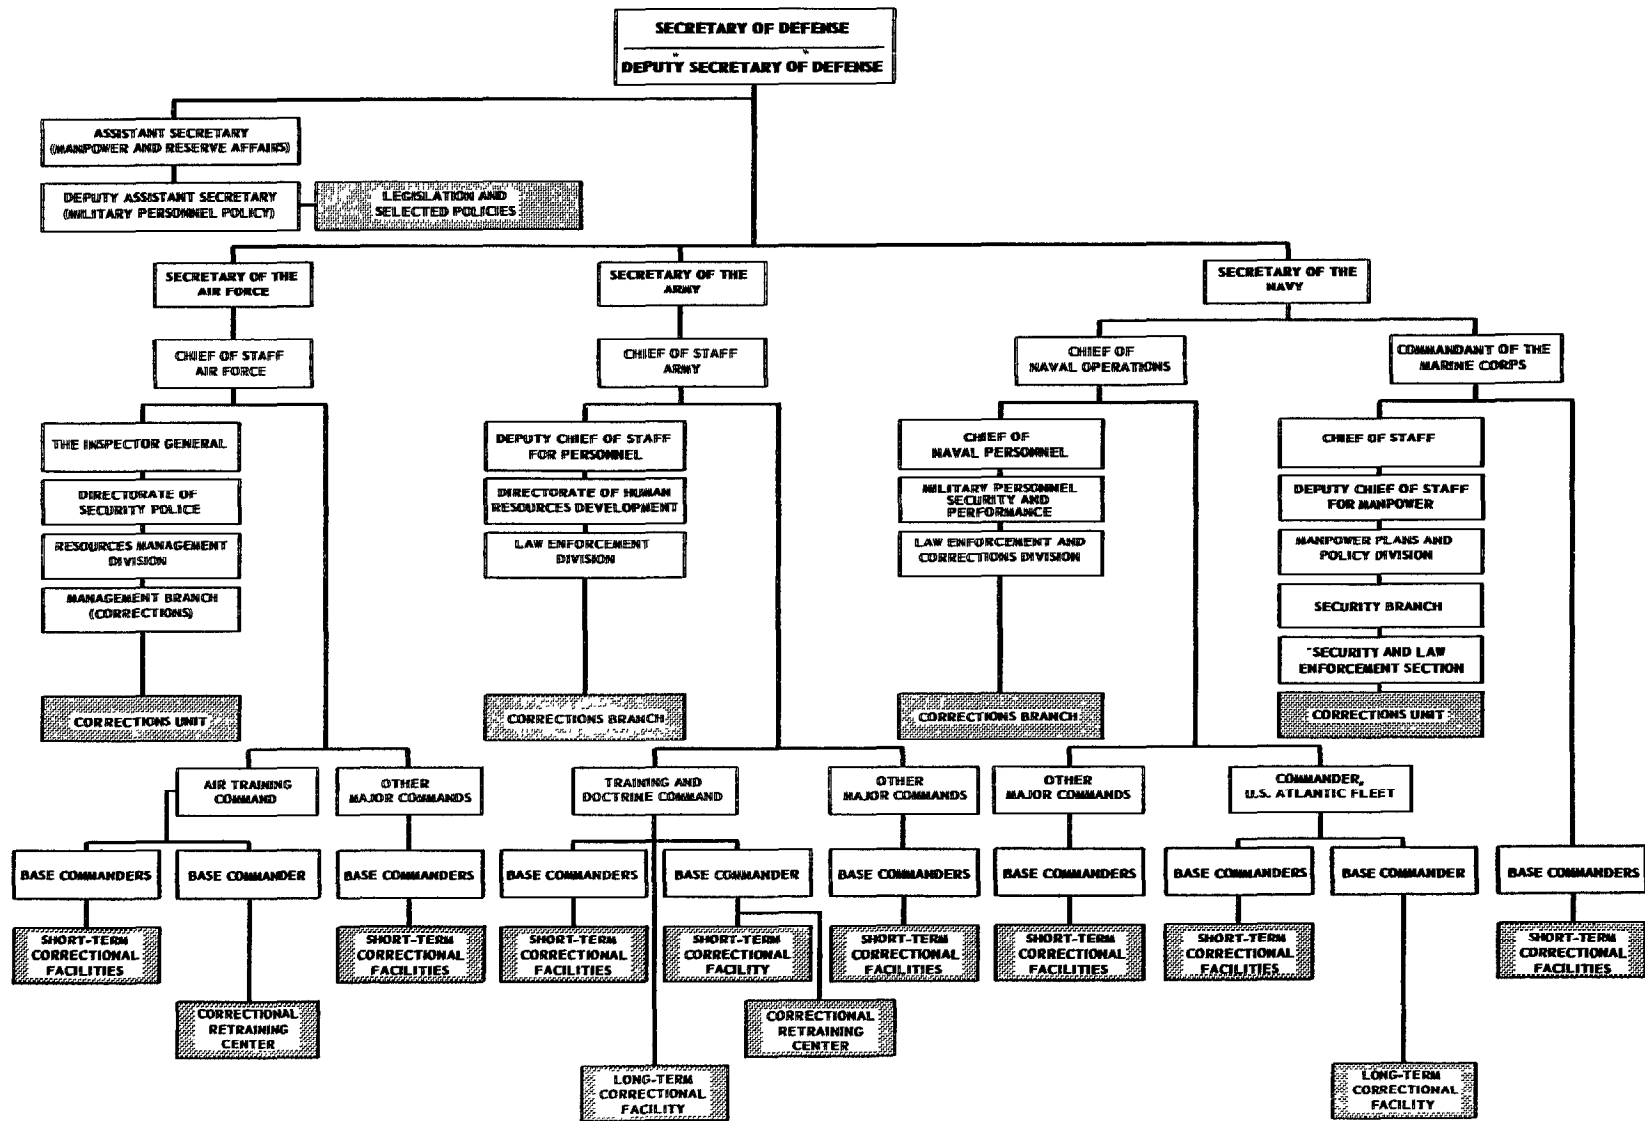 SECRETARY OF DEFENSE
DEPUTY SECRETARY OF DEFENSE
ASSISTANT SECRETARY
(MANPOWER AND RESERVE AFFAIRS)
DEPUTY ASSISTANT SECRETARY
(MILITARY PERSONNEL POLICY)
LEGISLATION AND
SELECTED POLICIES
SECRETARY OF THE
AIR FORCE
SECRETARY OF THE
ARMY
SECRETARY OF THE
NAVY
CHIEF OF STAFF
AIR FORCE
CHIEF OF STAFF
ARMY
CHIEF OF
NAVAL OPERATIONS
COMMANDANT OF THE
MARINE CORPS
THE INSPECTOR GENERAL
DIRECTORATE OF
SECURITY POLICE
RESOURCES MANAGEMENT
DIVISION
MANAGEMENT BRANCH
(CORRECTIONS)
CORRECTIONS UNIT
DEPUTY CHIEF OF STAFF
FOR PERSONNEL
DIRECTORATE OF HUMAN
RESOURCES DEVELOPMENT
LAW ENFORCEMENT
DIVISION
CORRECTIONS BRANCH
CHIEF OF
NAVAL PERSONNEL
MILITARY PERSONNEL
SECURITY AND
PERFORMANCE
LAW ENFORCEMENT AND
CORRECTIONS DIVISION
CORRECTIONS BRANCH
CHIEF OF STAFF
DEPUTY CHIEF OF STAFF
FOR MANPOWER
MANPOWER PLANS AND
POLICY DIVISION
SECURITY BRANCH
SECURITY AND LAW
ENFORCEMENT SECTION
CORRECTIONS UNIT
AIR TRAINING
COMMAND
OTHER
MAJOR COMMANDS
TRAINING AND
DOCTRINE COMMAND
OTHER
MAJOR COMMANDS
OTHER
MAJOR COMMANDS
COMMANDER,
U.S. ATLANTIC FLEET
BASE COMMANDERS
BASE COMMANDER
BASE COMMANDERS
BASE COMMANDERS
BASE COMMANDER
BASE COMMANDERS
BASE COMMANDERS
BASE COMMANDERS
BASE COMMANDER
BASE COMMANDERS
SHORT-TERM
CORRECTIONAL
FACILITIES
SHORT-TERM
CORRECTIONAL
FACILITIES
SHORT-TERM
CORRECTIONAL
FACILITIES
SHORT-TERM
CORRECTIONAL
FACILITY
SHORT-TERM
CORRECTIONAL
FACILITIES
SHORT-TERM
CORRECTIONAL
FACILITIES
SHORT-TERM
CORRECTIONAL
FACILITIES
SHORT-TERM
CORRECTIONAL
FACILITIES
CORRECTIONAL
RETRAINING
CENTER
CORRECTIONAL
RETRAINING
CENTER
LONG-TERM
CORRECTIONAL
FACILITY
LONG-TERM
CORRECTIONAL
FACILITY